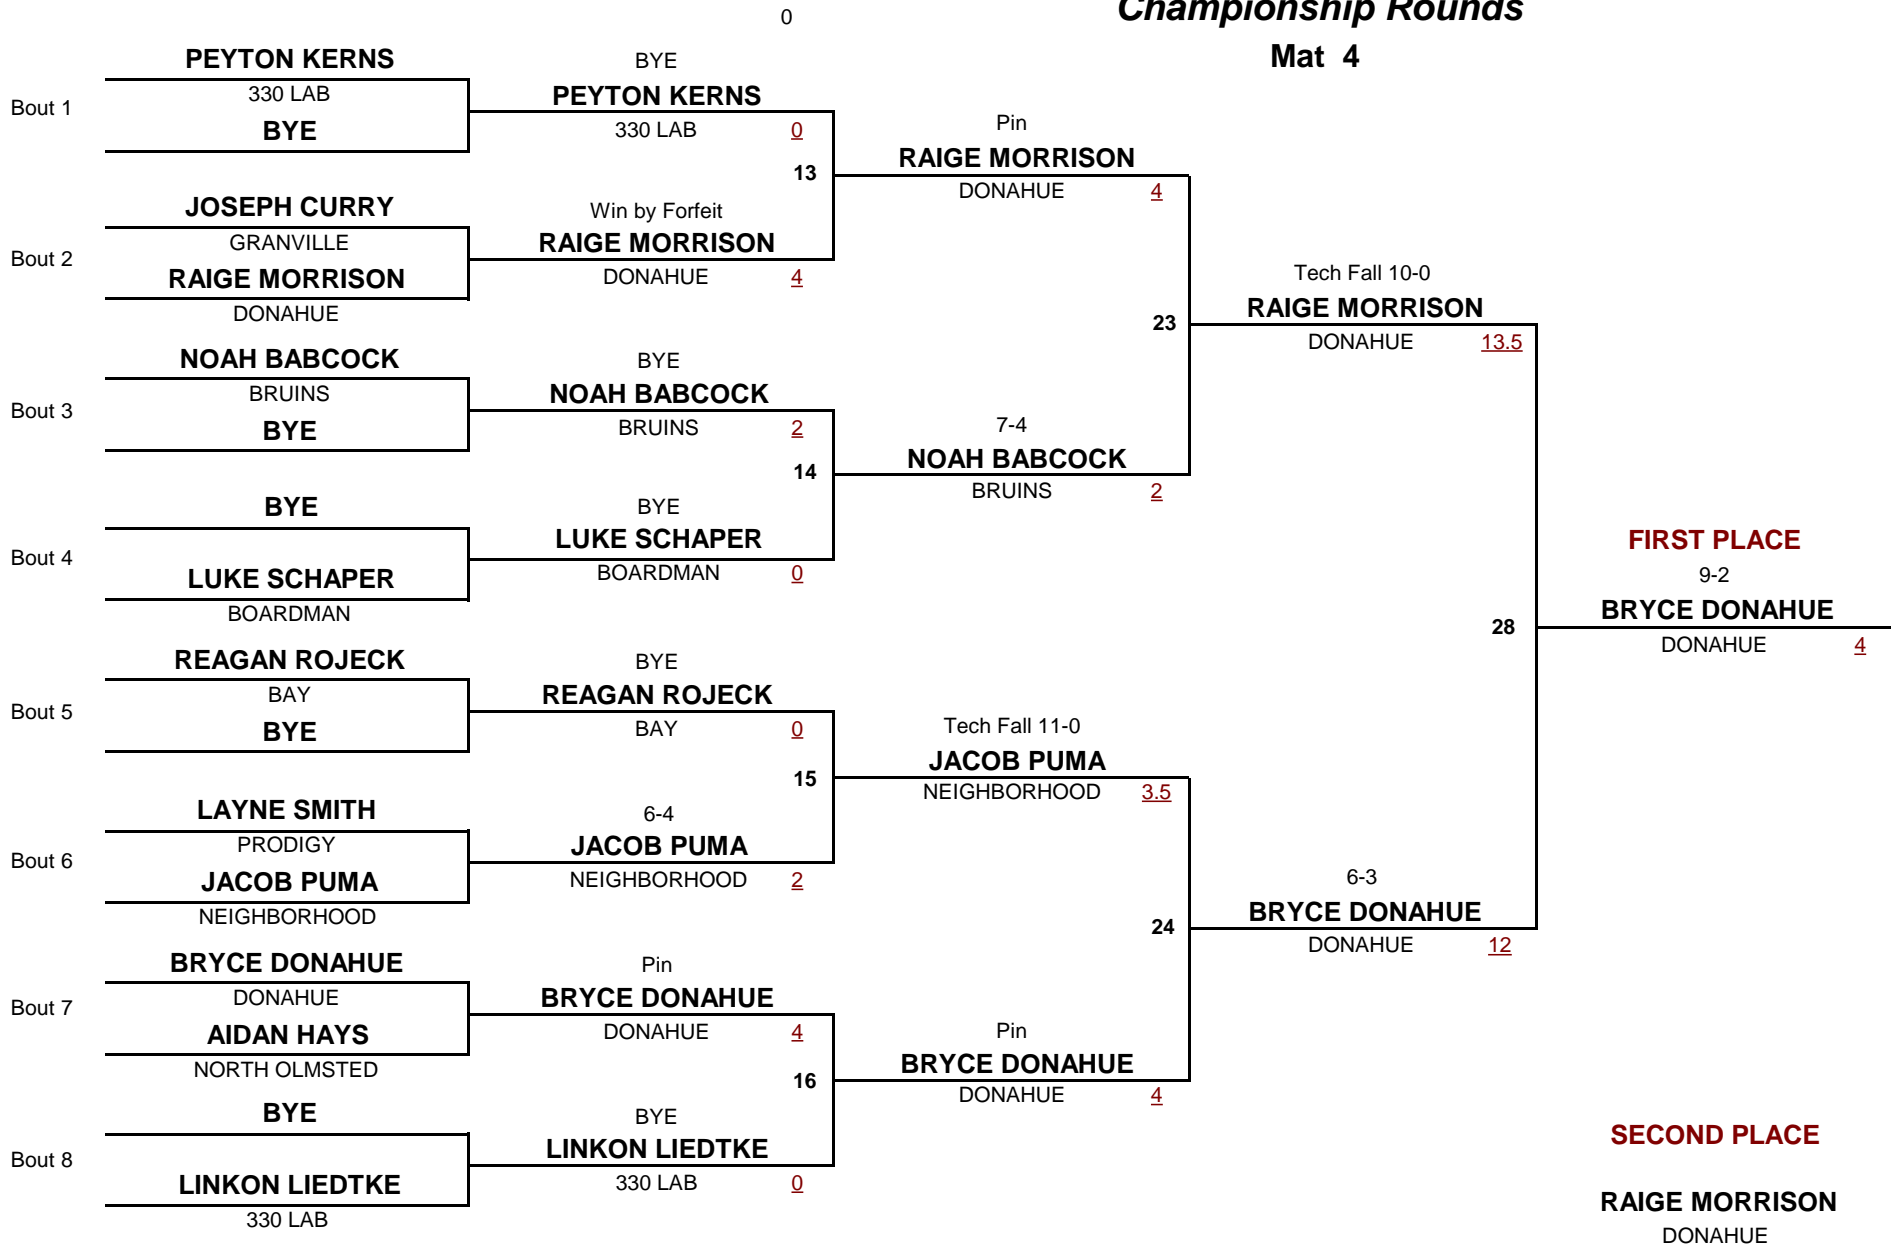 0
Championship Rounds
Mat 4
PEYTON KERNS
330 LAB
Bout 1
BYE
JOSEPH CURRY
GRANVILLE
Bout 2
RAIGE MORRISON
DONAHUE
NOAH BABCOCK
BRUINS
Bout 3
BYE
BYE
Bout 4
LUKE SCHAPER
BOARDMAN
REAGAN ROJECK
BAY
Bout 5
BYE
LAYNE SMITH
PRODIGY
Bout 6
JACOB PUMA
NEIGHBORHOOD
BRYCE DONAHUE
DONAHUE
Bout 7
AIDAN HAYS
NORTH OLMSTED
BYE
Bout 8
LINKON LIEDTKE
330 LAB
BYE
PEYTON KERNS
330 LAB 0
13
Win by Forfeit
RAIGE MORRISON
DONAHUE 4
BYE
NOAH BABCOCK
BRUINS 2
14
BYE
LUKE SCHAPER
BOARDMAN 0
BYE
REAGAN ROJECK
BAY 0
15
6-4
JACOB PUMA
NEIGHBORHOOD 2
Pin
BRYCE DONAHUE
DONAHUE 4
16
BYE
LINKON LIEDTKE
330 LAB 0
Pin
RAIGE MORRISON
DONAHUE 4
23
7-4
NOAH BABCOCK
BRUINS 2
Tech Fall 11-0
JACOB PUMA
NEIGHBORHOOD 3.5
24
Pin
BRYCE DONAHUE
DONAHUE 4
Tech Fall 10-0
RAIGE MORRISON
DONAHUE 13.5
28
6-3
BRYCE DONAHUE
DONAHUE 12
FIRST PLACE
9-2
BRYCE DONAHUE
DONAHUE 4
SECOND PLACE
RAIGE MORRISON
DONAHUE